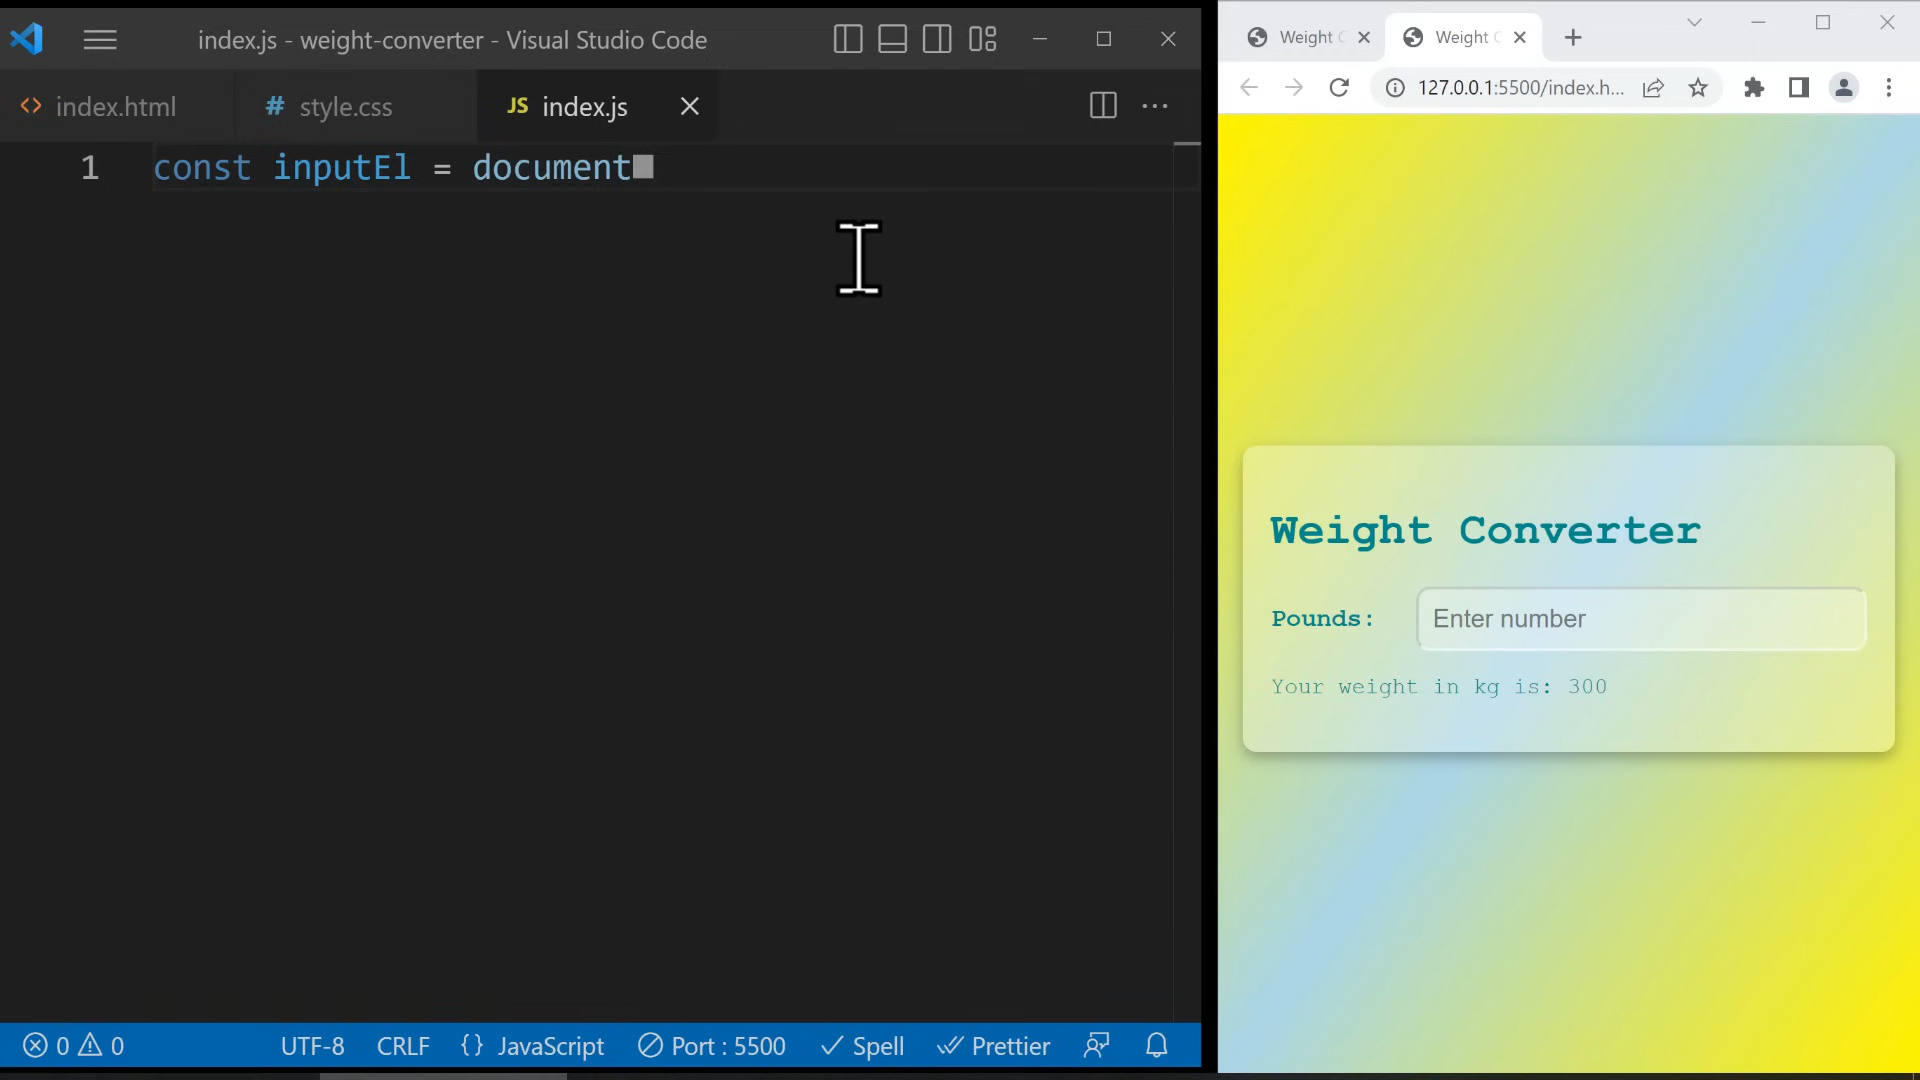 index.js - weight-converter - Visual Studio Code
index.html
style.css
JS index.js
1 const inputEl = document
0 0 UTF-8 CRLF {} JavaScript Port : 5500 Spell Prettier
Weight C
Weight C
127.0.0.1:5500/index.h...
Weight Converter
Pounds: Enter number
Your weight in kg is: 300